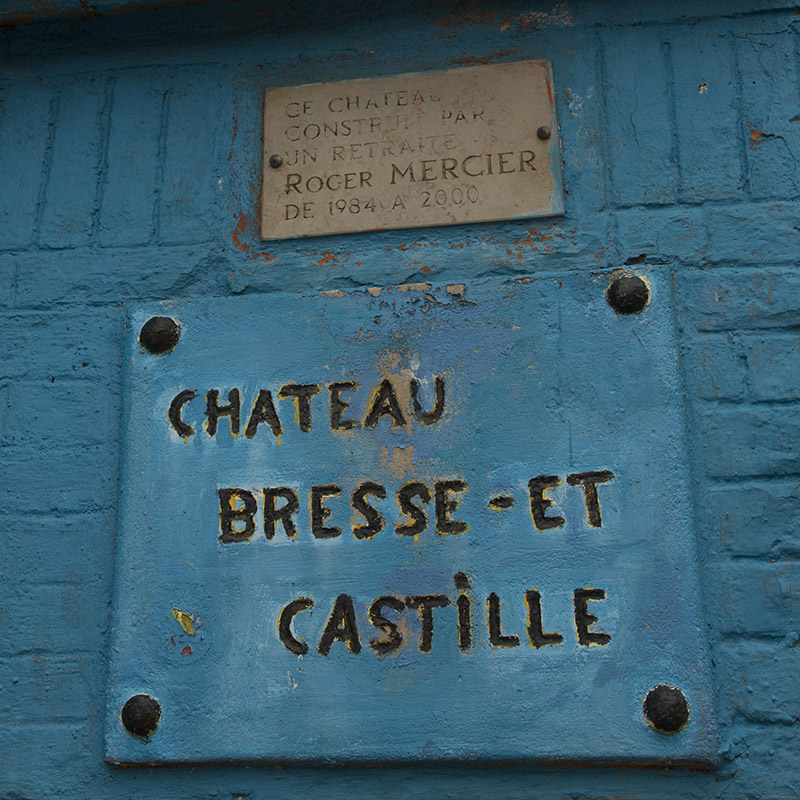 CE CHATEAU
CONSTRUIT PAR
UN RETRAITE
ROGER MERCIER
DE 1984 A 2000
CHATEAU
BRESSE-ET
CASTiLLE